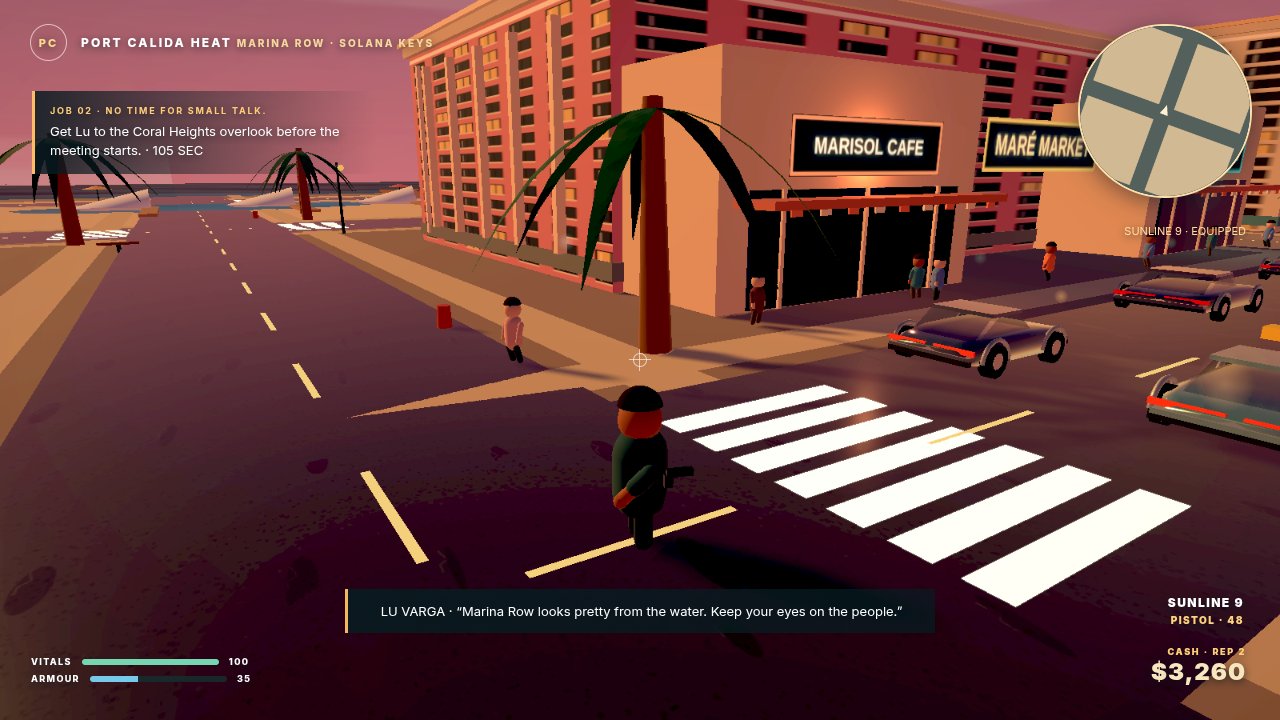 PC
PORT CALIDA HEAT MARINA ROW · SOLANA KEYS
JOB 02 · NO TIME FOR SMALL TALK.
Get Lu to the Coral Heights overlook before the
meeting starts. · 105 SEC
MARISOL CAFE
MARÉ MARKET
SUNLINE 9 · EQUIPPED
LU VARGA · “Marina Row looks pretty from the water. Keep your eyes on the people.”
SUNLINE 9
PISTOL · 48
CASH · REP 2
$3,260
VITALS 100
ARMOUR 35